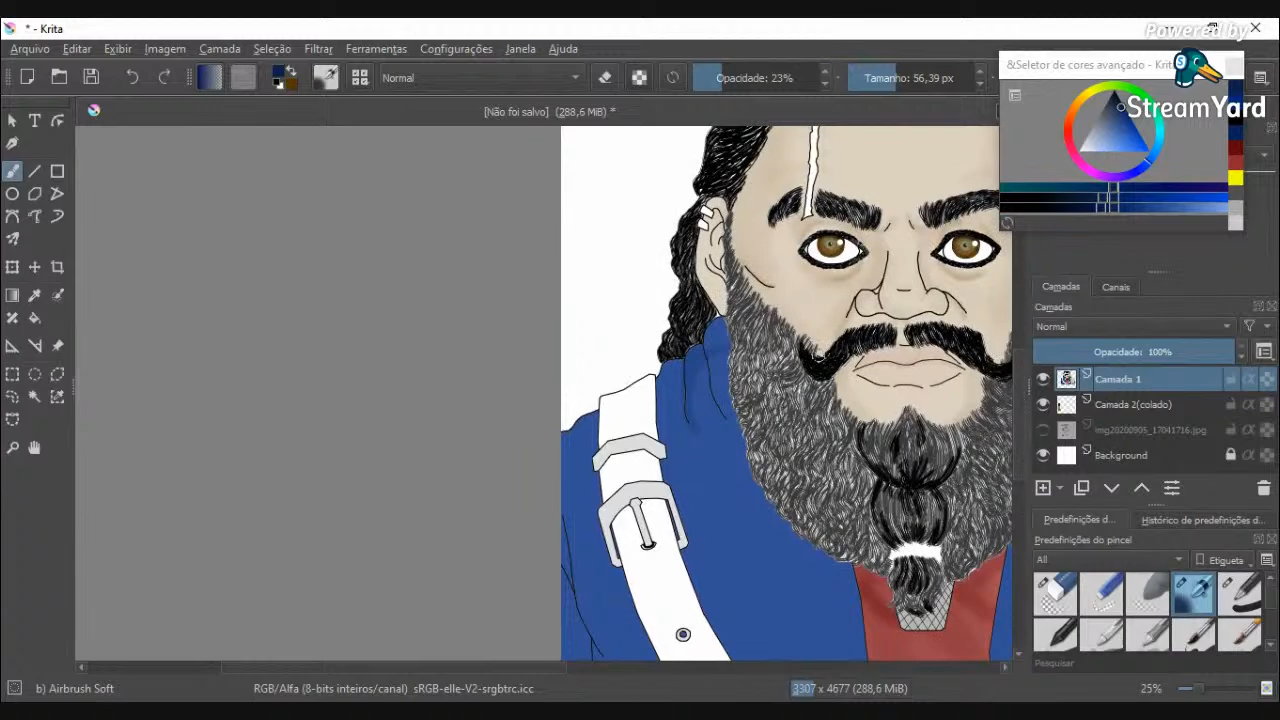 * - Krita
Powered by
Arquivo Editar Exibir Imagem Camada Seleção Filtrar Ferramentas Configurações Janela Ajuda
&Seletor de cores avançado - Krit
Normal
Opacidade: 23%
Tamanho: 56,39 px
StreamYard
[Não foi salvo] (288,6 MiB) *
Camadas Canais
Camadas
Normal
Opacidade: 100%
Camada 1
Camada 2(colado)
img20200905_17041716.jpg
Background
Predefinições d... Histórico de predefinições d...
Predefinições do pincel
All
Etiqueta
Pesquisar
b) Airbrush Soft
RGB/Alfa (8-bits inteiros/canal) sRGB-elle-V2-srgbtrc.icc
3307 x 4677 (288,6 MiB)
25%